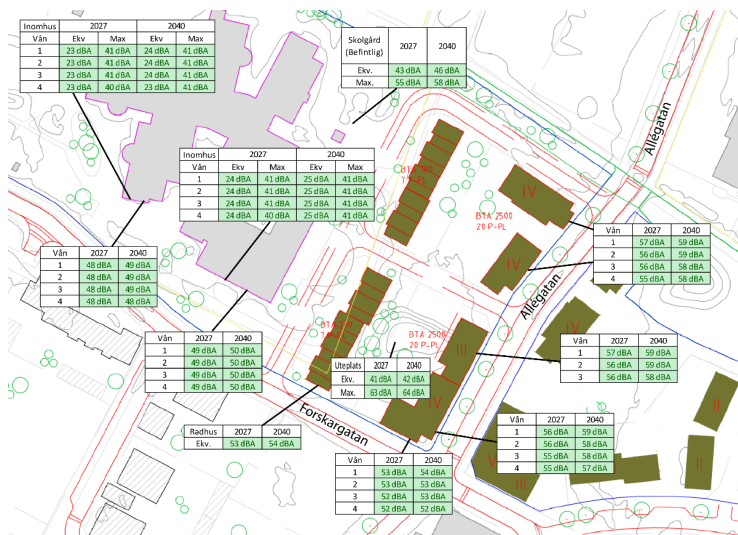 Inomhus 2027 2040
Vån Ekv Max Ekv Max
1 23 dBA 41 dBA 24 dBA 41 dBA
2 23 dBA 41 dBA 24 dBA 41 dBA
3 23 dBA 41 dBA 24 dBA 41 dBA
4 23 dBA 40 dBA 23 dBA 41 dBA
Skolgård (Befintlig) 2027 2040
Ekv. 43 dBA 46 dBA
Max. 55 dBA 58 dBA
Allégatan
Inomhus 2027 2040
Vån Ekv Max Ekv Max
1 24 dBA 41 dBA 25 dBA 41 dBA
2 24 dBA 41 dBA 25 dBA 41 dBA
3 24 dBA 41 dBA 25 dBA 41 dBA
4 24 dBA 40 dBA 25 dBA 41 dBA
BTA
P-PL
IV
BTA 2500
20 P-PL
Vån 2027 2040
1 57 dBA 59 dBA
2 56 dBA 59 dBA
3 56 dBA 58 dBA
4 55 dBA 58 dBA
IV
Vån 2027 2040
1 48 dBA 49 dBA
2 48 dBA 49 dBA
3 48 dBA 49 dBA
4 48 dBA 48 dBA
Allégatan
IV
BTA
BTA 2500
20 P-PL
III
Vån 2027 2040
1 49 dBA 50 dBA
2 49 dBA 50 dBA
3 49 dBA 50 dBA
4 49 dBA 50 dBA
Vån 2027 2040
1 57 dBA 59 dBA
2 56 dBA 59 dBA
3 56 dBA 58 dBA
Uteplats 2027 2040
Ekv. 41 dBA 42 dBA
Max. 63 dBA 64 dBA
IV
II
Forskargatan
Radhus 2027 2040
Ekv. 53 dBA 54 dBA
Vån 2027 2040
1 56 dBA 59 dBA
2 56 dBA 58 dBA
3 55 dBA 58 dBA
4 55 dBA 57 dBA
II
III
Vån 2027 2040
1 53 dBA 54 dBA
2 53 dBA 53 dBA
3 52 dBA 53 dBA
4 52 dBA 52 dBA